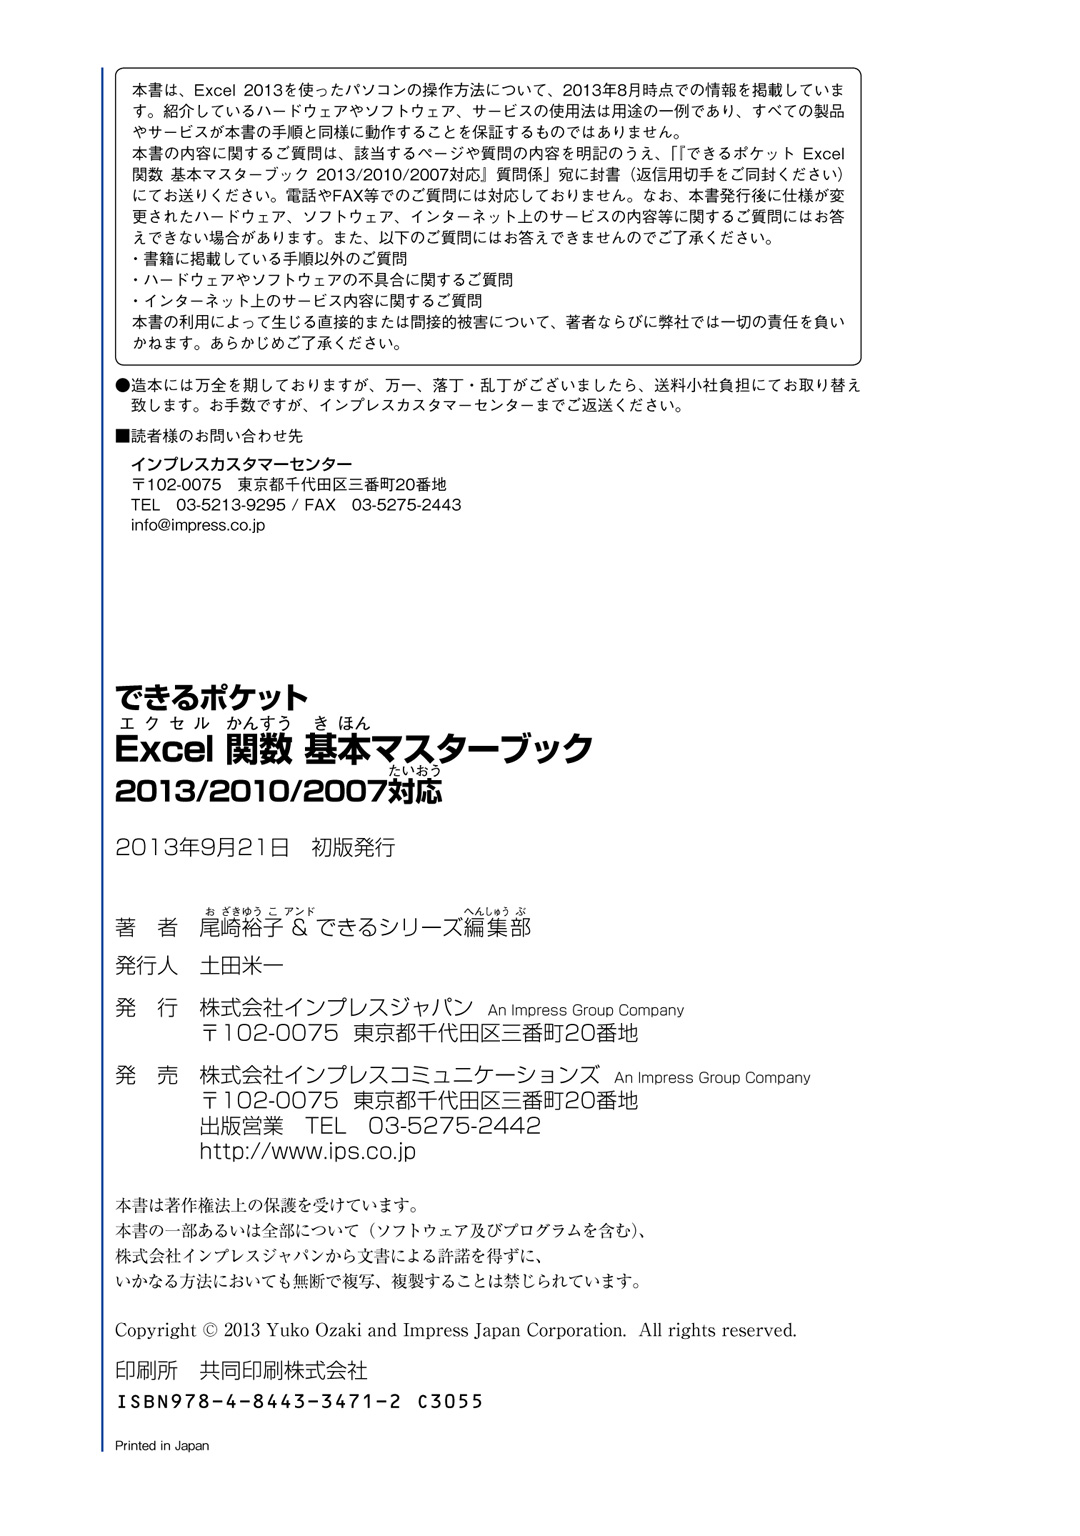 本書は、Excel 2013を使ったパソコンの操作方法について、2013年8月時点での情報を掲載していま
す。紹介しているハードウェアやソフトウェア、サービスの使用法は用途の一例であり、すべての製品
やサービスが本書の手順と同様に動作することを保証するものではありません。
本書の内容に関するご質問は、該当するページや質問の内容を明記のうえ、「『できるポケット Excel
関数 基本マスターブック 2013/2010/2007対応』質問係」宛に封書（返信用切手をご同封ください）
にてお送りください。電話やFAX等でのご質問には対応しておりません。なお、本書発行後に仕様が変
更されたハードウェア、ソフトウェア、インターネット上のサービスの内容等に関するご質問にはお答
えできない場合があります。また、以下のご質問にはお答えできませんのでご了承ください。
・書籍に掲載している手順以外のご質問
・ハードウェアやソフトウェアの不具合に関するご質問
・インターネット上のサービス内容に関するご質問
本書の利用によって生じる直接的または間接的被害について、著者ならびに弊社では一切の責任を負い
かねます。あらかじめご了承ください。
●造本には万全を期しておりますが、万一、落丁・乱丁がございましたら、送料小社負担にてお取り替え
致します。お手数ですが、インプレスカスタマーセンターまでご返送ください。
■読者様のお問い合わせ先
インプレスカスタマーセンター
〒102-0075　東京都千代田区三番町20番地
TEL　03-5213-9295 / FAX　03-5275-2443
info@impress.co.jp
できるポケット
エクセル かんすう きほん
Excel 関数 基本マスターブック
たいおう
2013/2010/2007対応
2013年9月21日　初版発行
おざきゆうこ アンド へんしゅうぶ
著　者　尾崎裕子 & できるシリーズ編集部
発行人　土田米一
発　行　株式会社インプレスジャパン An Impress Group Company
〒102-0075 東京都千代田区三番町20番地
発　売　株式会社インプレスコミュニケーションズ An Impress Group Company
〒102-0075 東京都千代田区三番町20番地
出版営業　TEL　03-5275-2442
http://www.ips.co.jp
本書は著作権法上の保護を受けています。
本書の一部あるいは全部について（ソフトウェア及びプログラムを含む）、
株式会社インプレスジャパンから文書による許諾を得ずに、
いかなる方法においても無断で複写、複製することは禁じられています。
Copyright © 2013 Yuko Ozaki and Impress Japan Corporation. All rights reserved.
印刷所　共同印刷株式会社
ISBN978-4-8443-3471-2 C3055
Printed in Japan